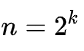 n = 2^k